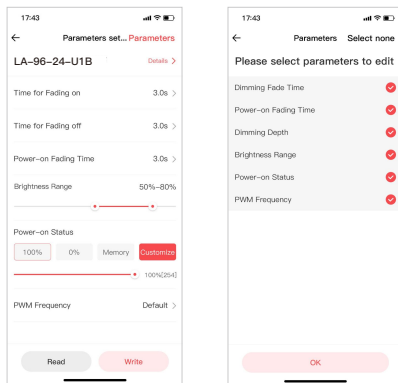 17:43
Parameters set... Parameters
LA-96-24-U1B Details >
Time for Fading on 3.0s >
Time for Fading off 3.0s >
Power-on Fading Time 3.0s >
Brightness Range 50%-80%
Power-on Status
100% 0% Memory Customize
100%[254]
PWM Frequency Default >
Read Write
17:43
Parameters Select none
Please select parameters to edit
Dimming Fade Time
Power-on Fading Time
Dimming Depth
Brightness Range
Power-on Status
PWM Frequency
OK